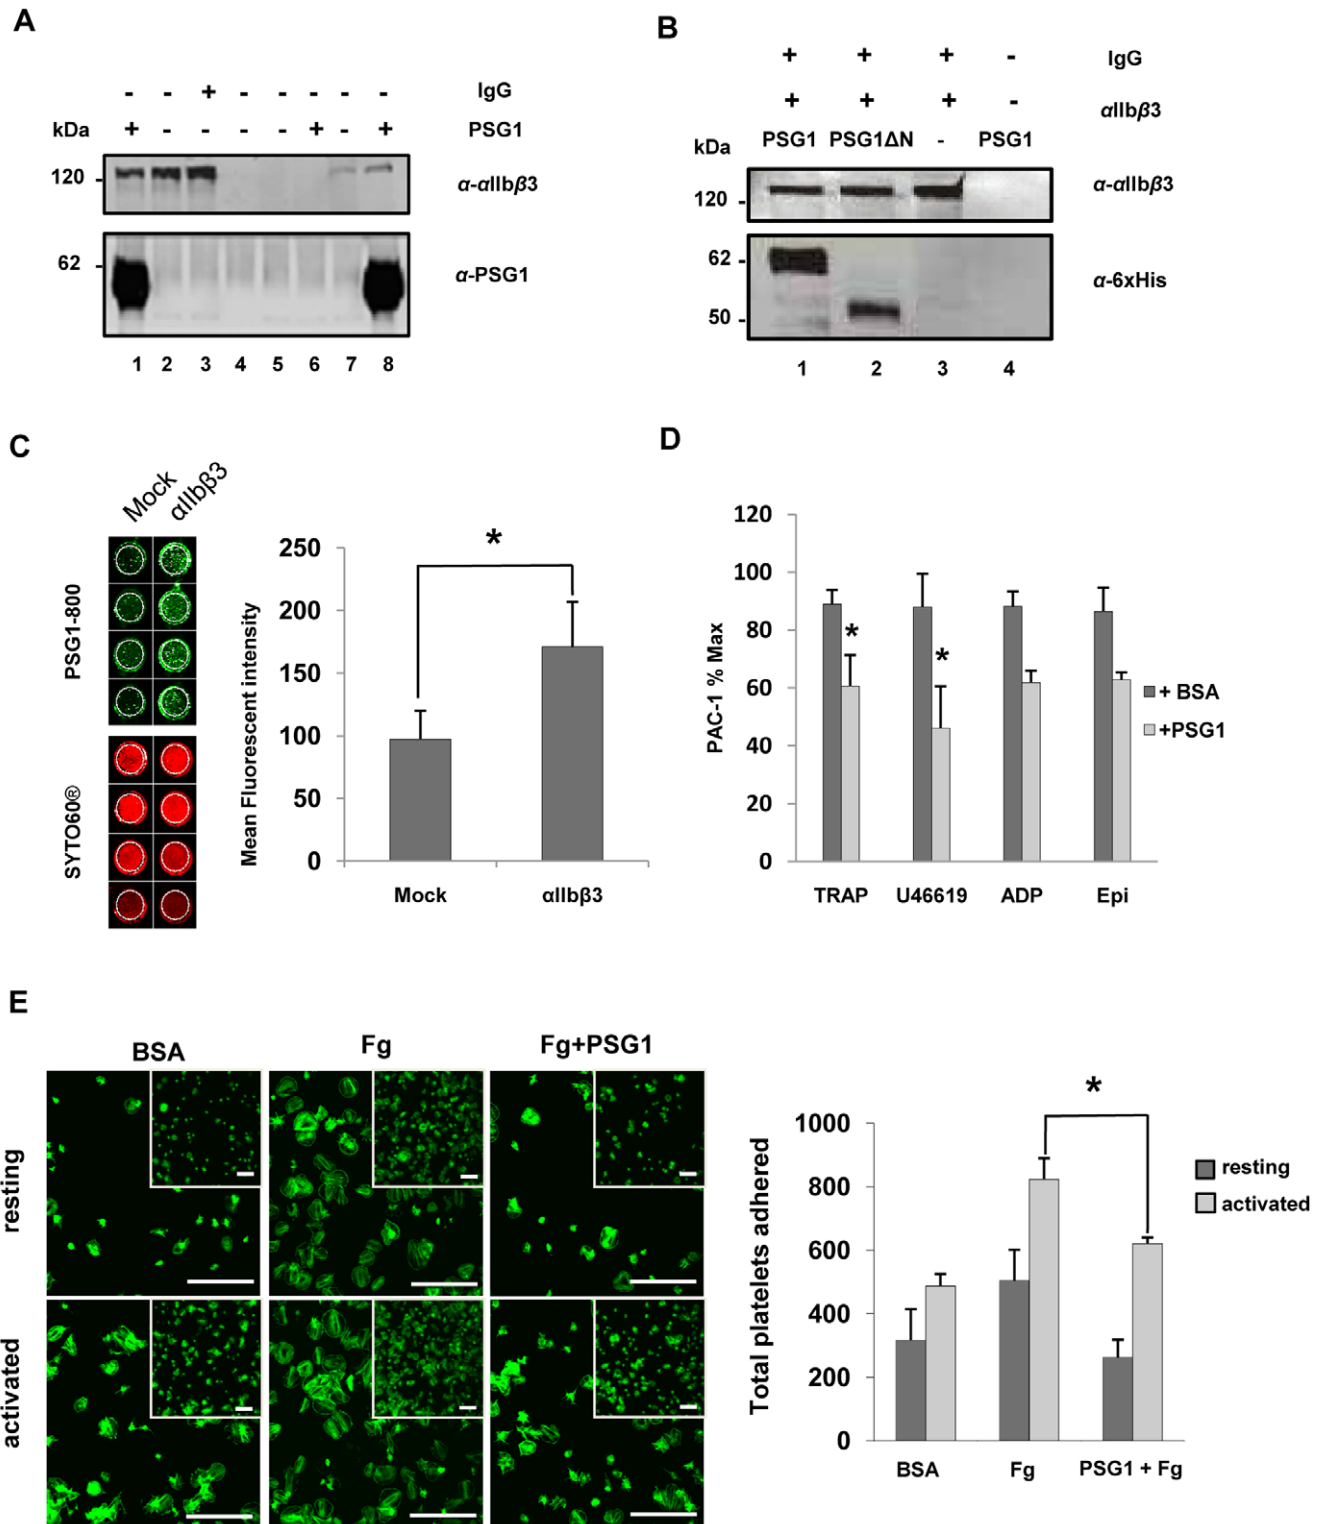 A
- - + - - - - - IgG
kDa + - - - - + - + PSG1
120 α-αIIbβ3
62 α-PSG1
1 2 3 4 5 6 7 8
B
+ + + - IgG
+ + + - αIIbβ3
kDa PSG1 PSG1ΔN - PSG1
120 α-αIIbβ3
62
α-6xHis
50
1 2 3 4
C
Mock αIIbβ3
PSG1-800
SYTO60®
Mean Fluorescent intensity
250
200
150
100
50
0
*
Mock αIIbβ3
D
PAC-1 % Max
120
100
80
60
40
20
0
* *
+ BSA
+PSG1
TRAP U46619 ADP Epi
E
BSA Fg Fg+PSG1
resting
activated
Total platelets adhered
1000
800
600
400
200
0
*
resting
activated
BSA Fg PSG1 + Fg